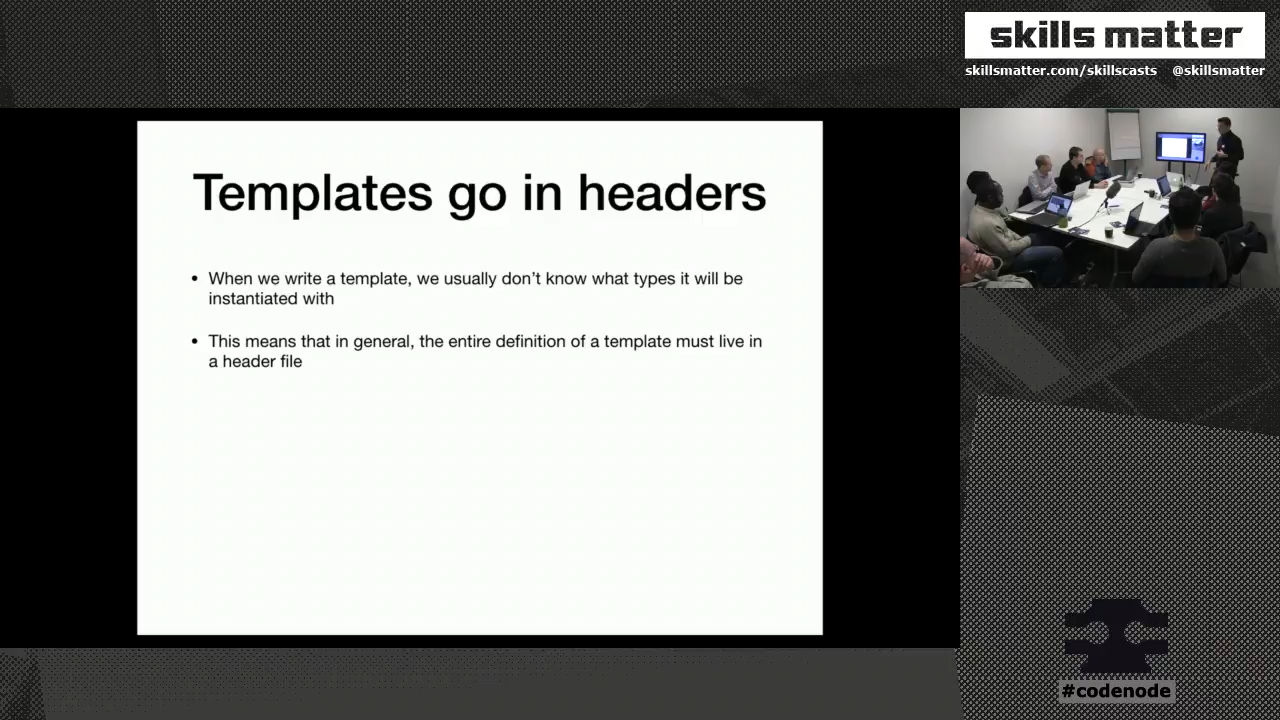 skills matter
skillsmatter.com/skillscasts @skillsmatter
Templates go in headers
• When we write a template, we usually don’t know what types it will be
instantiated with
• This means that in general, the entire definition of a template must live in
a header file
#codenode